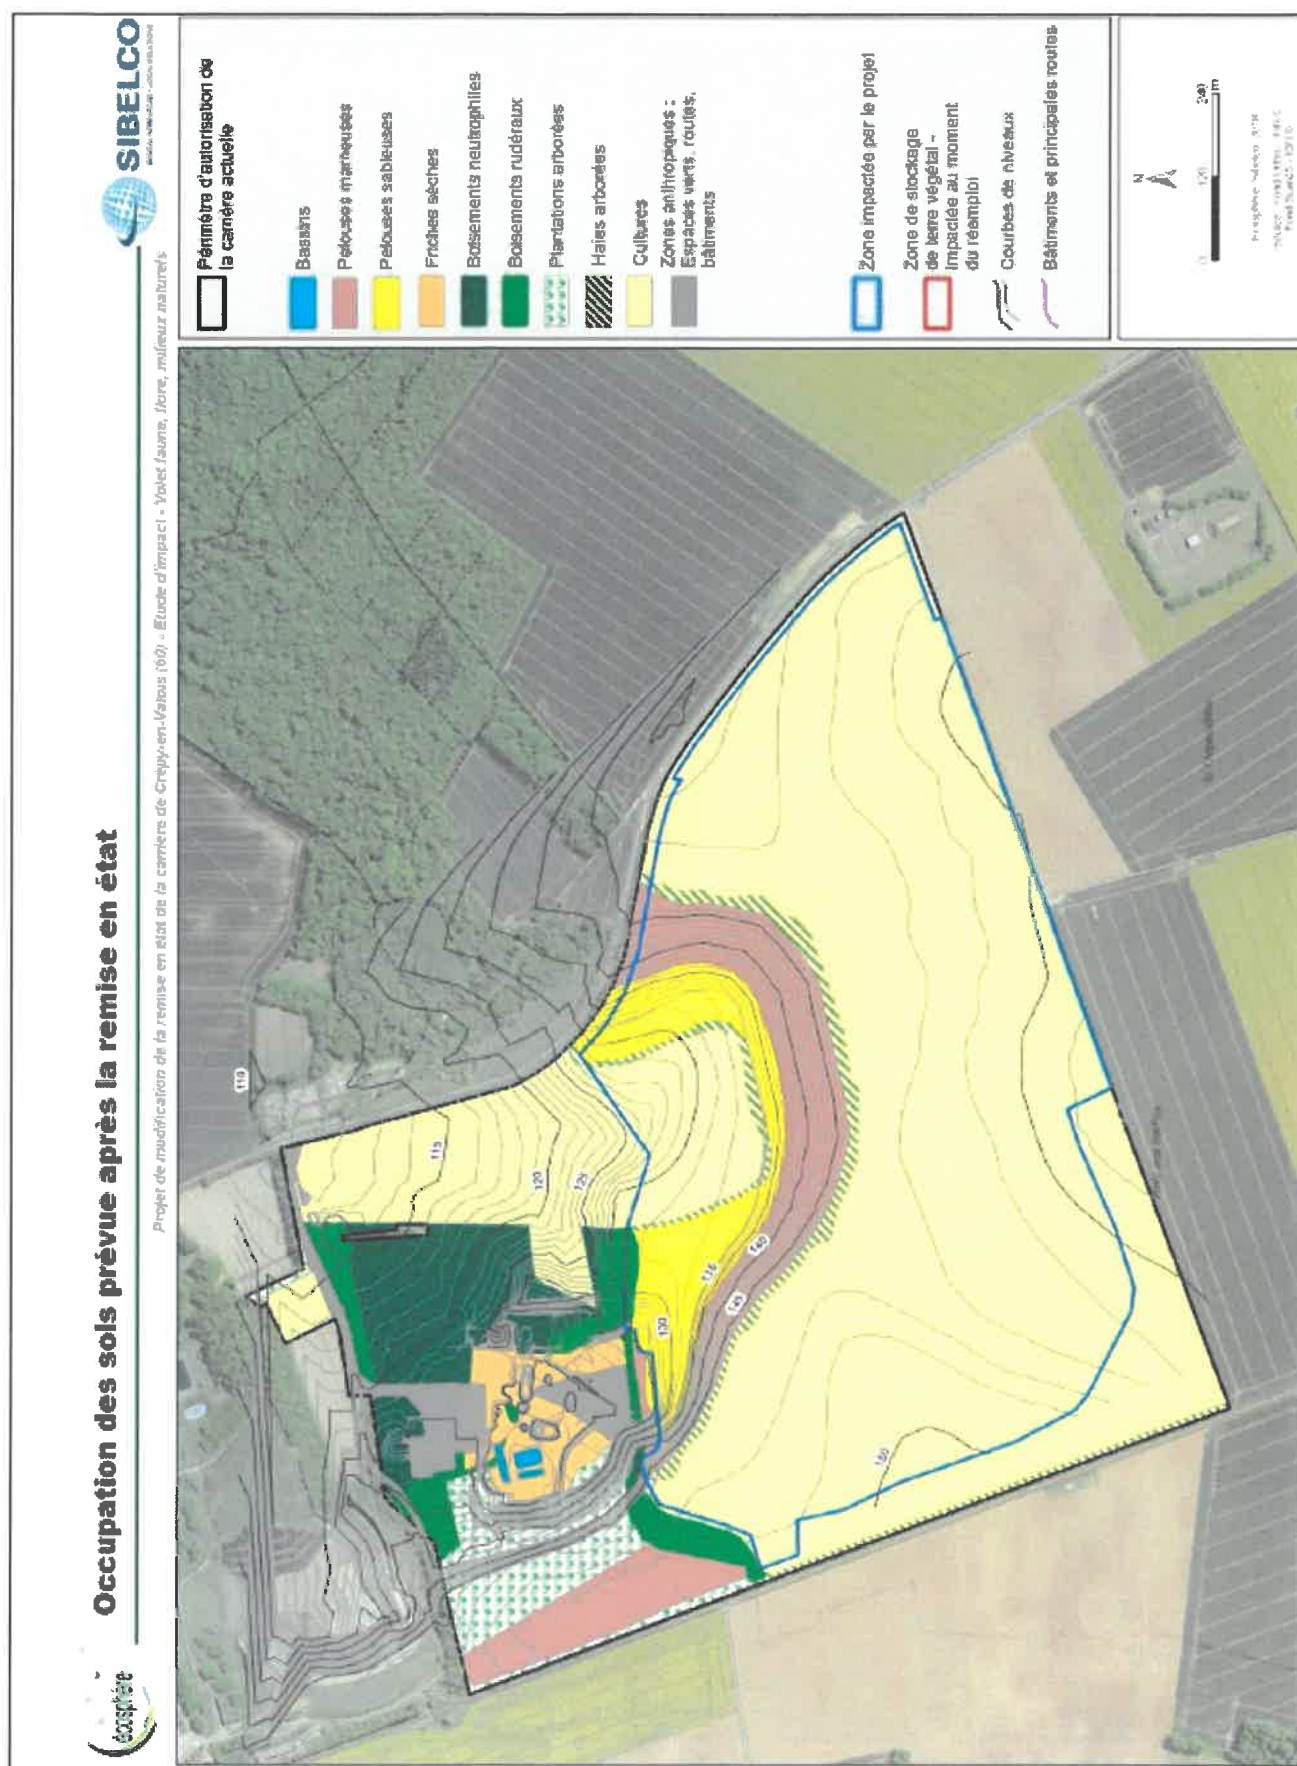 Occupation des sols prévue après la remise en état
Projet de modification de la remise en état de la carrière de Crépy-en-Valois (60) - Etude d'impact - Volet faune, flore, milieux naturels
écosphère
SIBELCO
Périmètre d'autorisation de
la carrière actuelle
Bassins
Pelouses marneuses
Pelouses sableuses
Friches sèches
Boisements neutrophiles
Boisements rudéraux
Plantations arborées
Haies arborées
Cultures
Zones anthropiques :
Espaces verts, routes,
bâtiments
Zone impactée par le projet
Zone de stockage
de terre végétal -
Impactée au moment
du réemploi
Courbes de niveaux
Bâtiments et principales routes
N
0 120 240
m
110
115
120
125
130
135
140
145
150